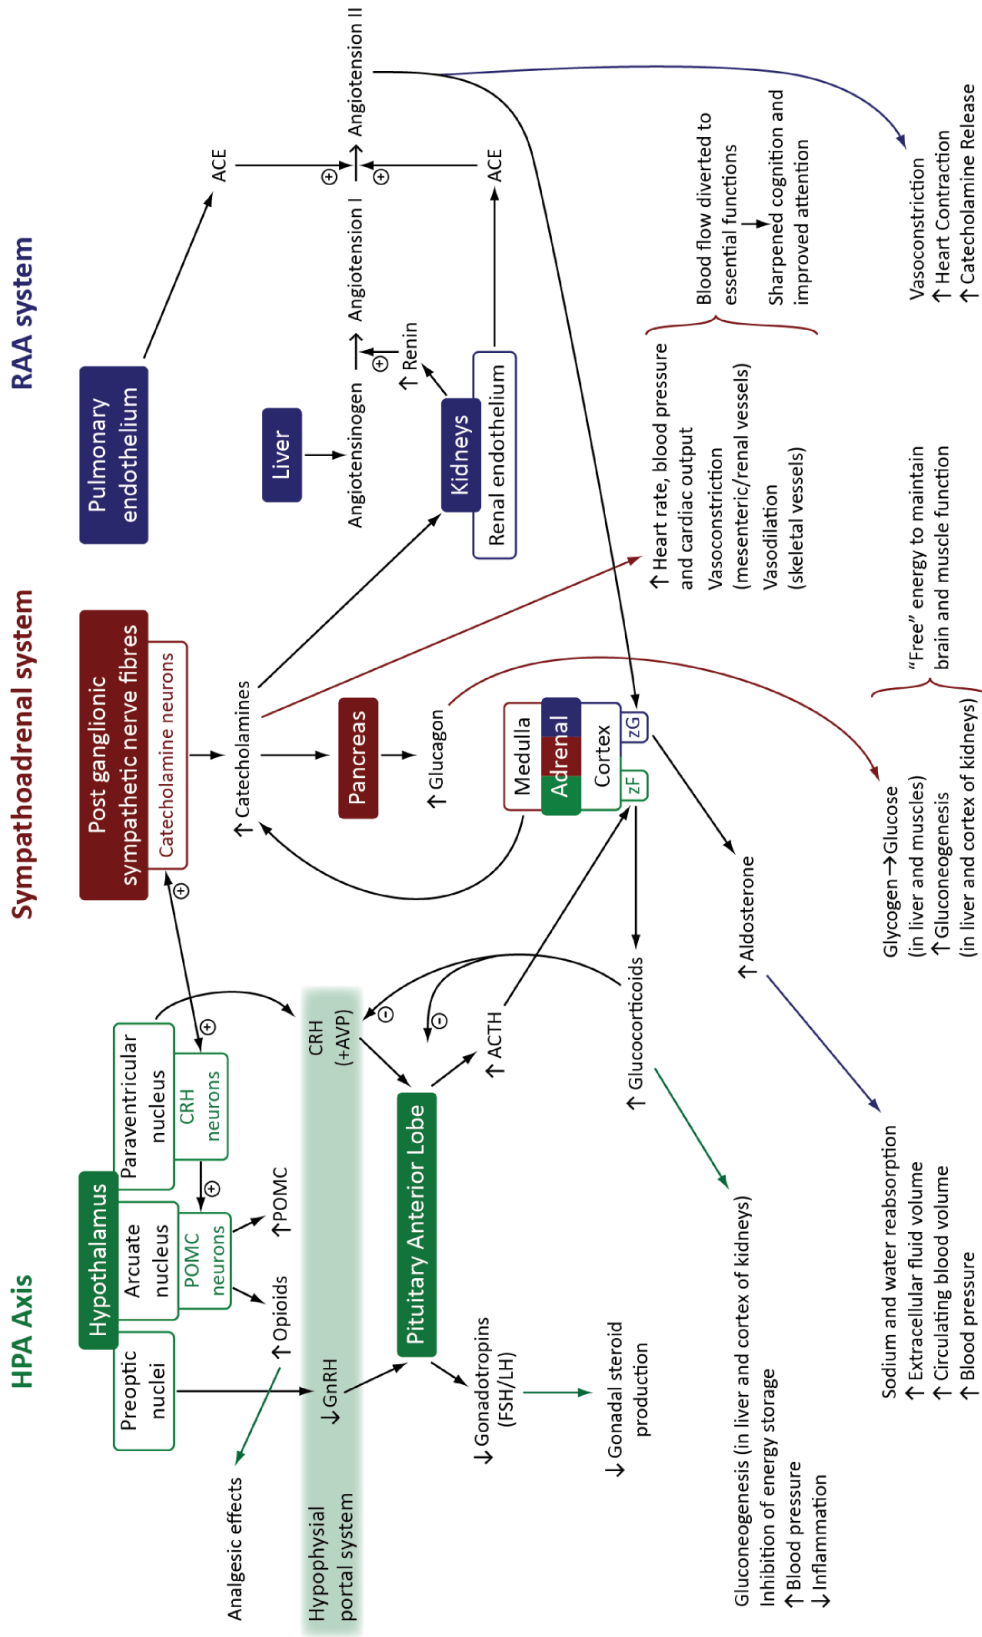 HPA Axis
Sympathoadrenal system
RAA system
Hypothalamus
Preoptic
nuclei
Arcuate
nucleus
POMC
neurons
Paraventricular
nucleus
CRH
neurons
⊕
⊕
⊕
↑Opioids
↑POMC
Analgesic effects
Hypophysial
portal system
↓GnRH
CRH
(+AVP)
⊖
⊖
Pituitary Anterior Lobe
↓Gonadotropins
(FSH/LH)
↑ACTH
↓Gonadal steroid
production
↑Glucocorticoids
Gluconeogenesis (in liver and cortex of kidneys)
Inhibition of energy storage
↑Blood pressure
↓Inflammation
Post ganglionic
sympathetic nerve fibres
Catecholamine neurons
↑Catecholamines
Pancreas
↑Glucagon
Medulla
Adrenal
Cortex
zF
zG
↑Aldosterone
Sodium and water reabsorption
↑Extracellular fluid volume
↑Circulating blood volume
↑Blood pressure
Glycogen→Glucose
(in liver and muscles)
↑Gluconeogenesis
(in liver and cortex of kidneys)
"Free" energy to maintain
brain and muscle function
↑Heart rate, blood pressure
and cardiac output
Vasoconstriction
(mesenteric/renal vessels)
Vasodilation
(skeletal vessels)
Blood flow diverted to
essential functions
Sharpened cognition and
improved attention
Pulmonary
endothelium
ACE
Liver
Angiotensinogen
Angiotension I
Angiotension II
⊕
⊕
⊕
↑Renin
Kidneys
Renal endothelium
ACE
Vasoconstriction
↑Heart Contraction
↑Catecholamine Release